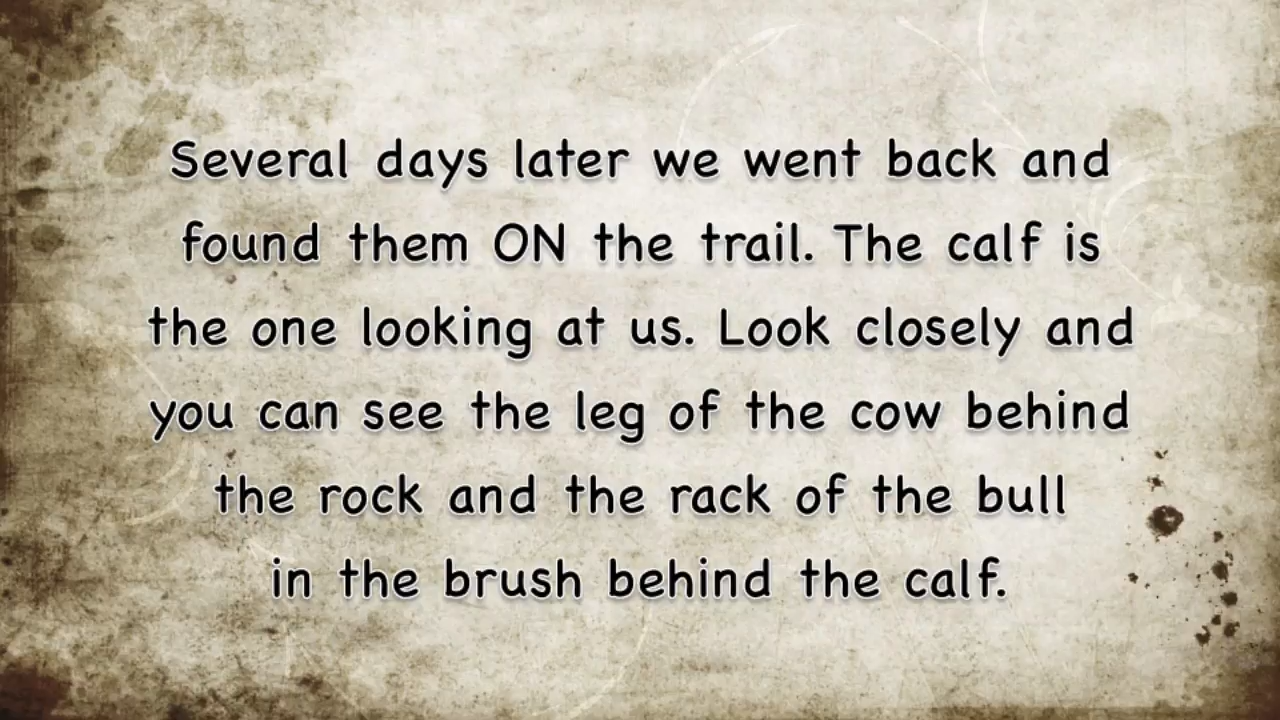 Several days later we went back and
found them ON the trail. The calf is
the one looking at us. Look closely and
you can see the leg of the cow behind
the rock and the rack of the bull
in the brush behind the calf.